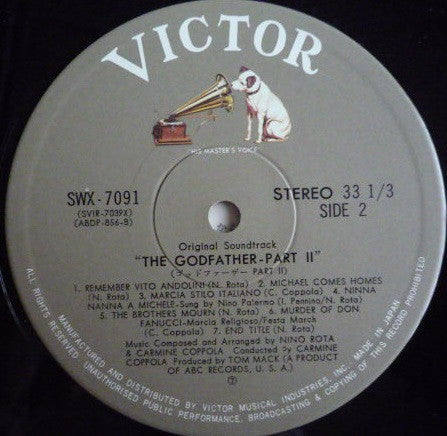 VICTOR
"HIS MASTER'S VOICE"
SWX-7091
(SVIR-7039X)
(ABDP-856-B)
STEREO 33 1/3
SIDE 2
Original Soundtrack
"THE GODFATHER-PART II"
(ゴッドファーザー PART II)
1. REMEMBER VITO ANDOLINI (N. Rota) 2. MICHAEL COMES HOMES
(N. Rota) 3. MARCIA STILO ITALIANO (C. Coppola) 4. NINNA
NANNA A MICHELE-Sung by Nino Palermo (I. Pennino/N. Rota)
5. THE BROTHERS MOURN (N. Rota) 6. MURDER OF DON
FANUCCI-Marcia Religioso/Festa March
(C. Coppola) 7. END TITLE (N. Rota)
Music Composed and Arranged by NINO ROTA
& CARMINE COPPOLA Conducted by CARMINE
COPPOLA Produced by TOM MACK (A PRODUCT
OF ABC RECORDS, U. S. A.)
7
ALL RIGHTS RESERVED. UNAUTHORISED PUBLIC PERFORMANCE, BROADCASTING & COPYING OF THIS RECORD PROHIBITED.
MANUFACTURED AND DISTRIBUTED BY VICTOR MUSICAL INDUSTRIES, INC. MADE IN JAPAN